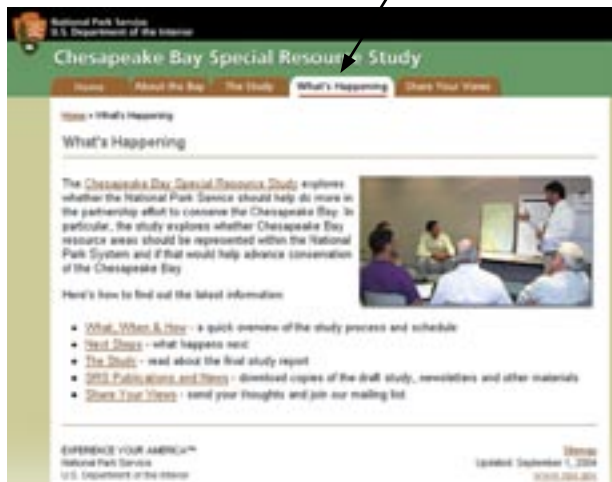 National Park Service
U.S. Department of the Interior
Chesapeake Bay Special Resource Study
Home About the Bay The Study What's Happening Share Your Views
Home > What's Happening
What's Happening
The Chesapeake Bay Special Resource Study explores
whether the National Park Service should help do more in
the partnership effort to conserve the Chesapeake Bay. In
particular, the study explores whether Chesapeake Bay
resource areas should be represented within the National
Park System and if that would help advance conservation
of the Chesapeake Bay.
Here's how to find out the latest information:
What, When & How - a quick overview of the study process and schedule
Next Steps - what happens next
The Study - read about the final study report
SRS Publications and News - download copies of the draft study, newsletters and other materials
Share Your Views - send your thoughts and join our mailing list
EXPERIENCE YOUR AMERICA™
Sitemap
National Park Service
Updated: September 1, 2004
U.S. Department of the Interior
www.nps.gov